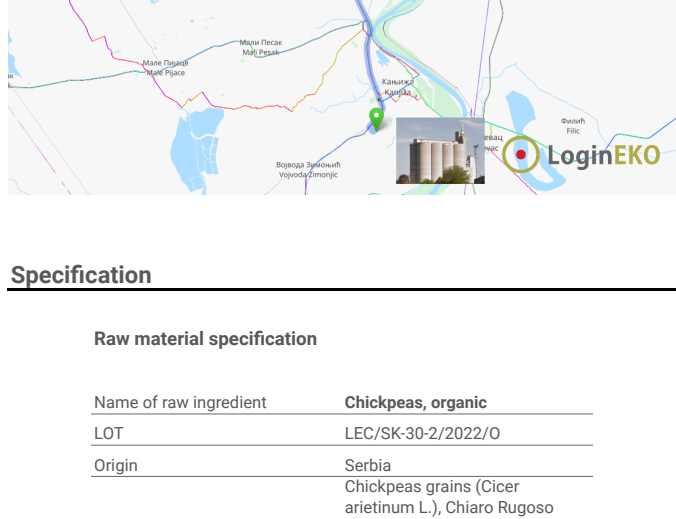 Мали Песак
Mali Pesak
Мале Пијаце
Male Pijace
Кањижа
Kanjiža
Филић
Filic
Војвода Зимоњић
Vojvoda Zimonjic
LoginEKO
Specification
Raw material specification
Name of raw ingredient Chickpeas, organic
LOT LEC/SK-30-2/2022/O
Origin Serbia
Chickpeas grains (Cicer
arietinum L.), Chiaro Rugoso